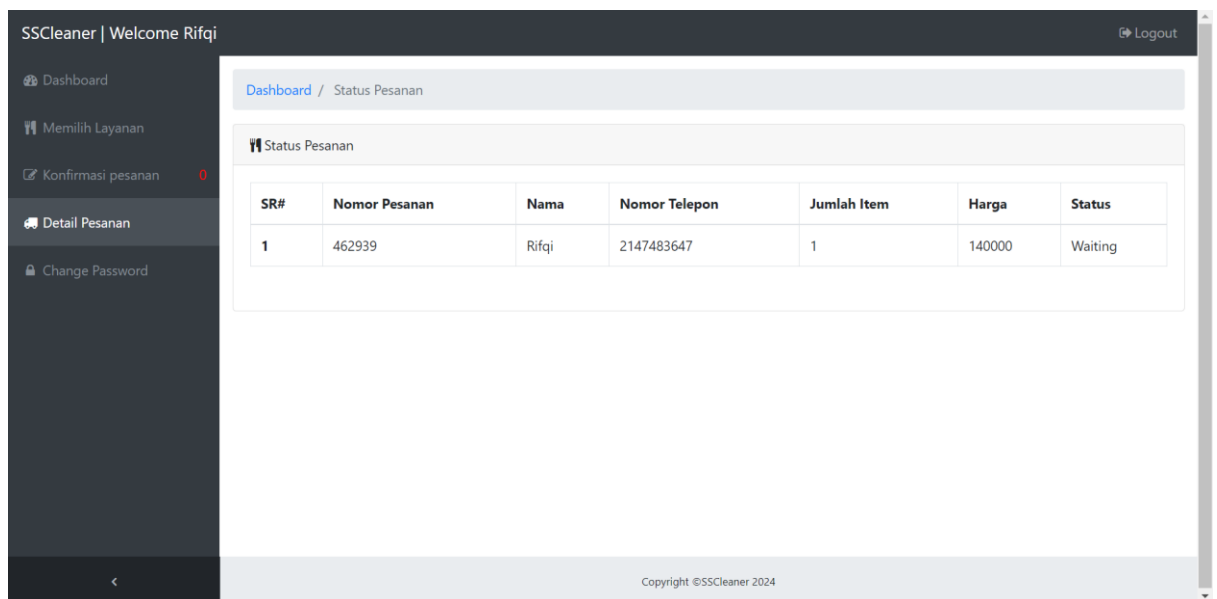 SSCleaner | Welcome Rifqi
Logout
Dashboard
Memilih Layanan
Konfirmasi pesanan 0
Detail Pesanan
Change Password
Dashboard / Status Pesanan
Status Pesanan
SR# Nomor Pesanan Nama Nomor Telepon Jumlah Item Harga Status
1 462939 Rifqi 2147483647 1 140000 Waiting
Copyright ©SSCleaner 2024